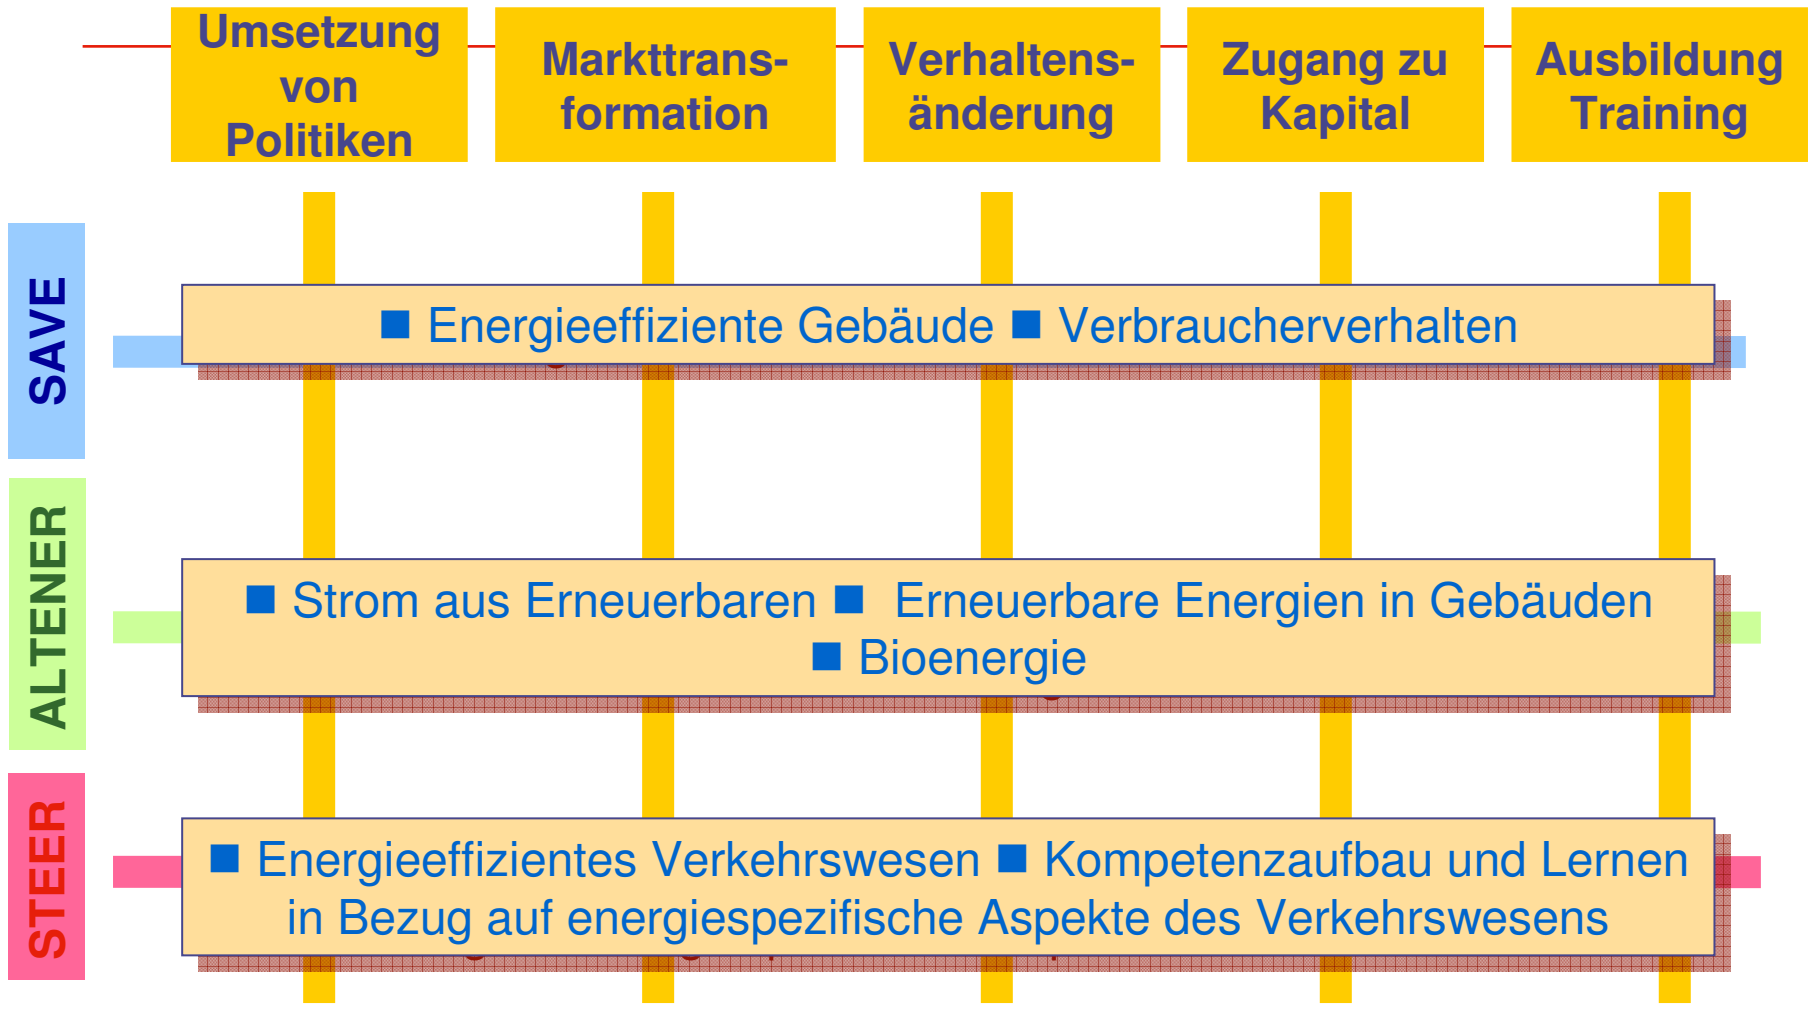 Umsetzung
von
Politiken
Markttrans-
formation
Verhaltens-
änderung
Zugang zu
Kapital
Ausbildung
Training
SAVE
■ Energieeffiziente Gebäude ■ Verbraucherverhalten
ALTENER
■ Strom aus Erneuerbaren ■ Erneuerbare Energien in Gebäuden
■ Bioenergie
STEER
■ Energieeffizientes Verkehrswesen ■ Kompetenzaufbau und Lernen
in Bezug auf energiespezifische Aspekte des Verkehrswesens